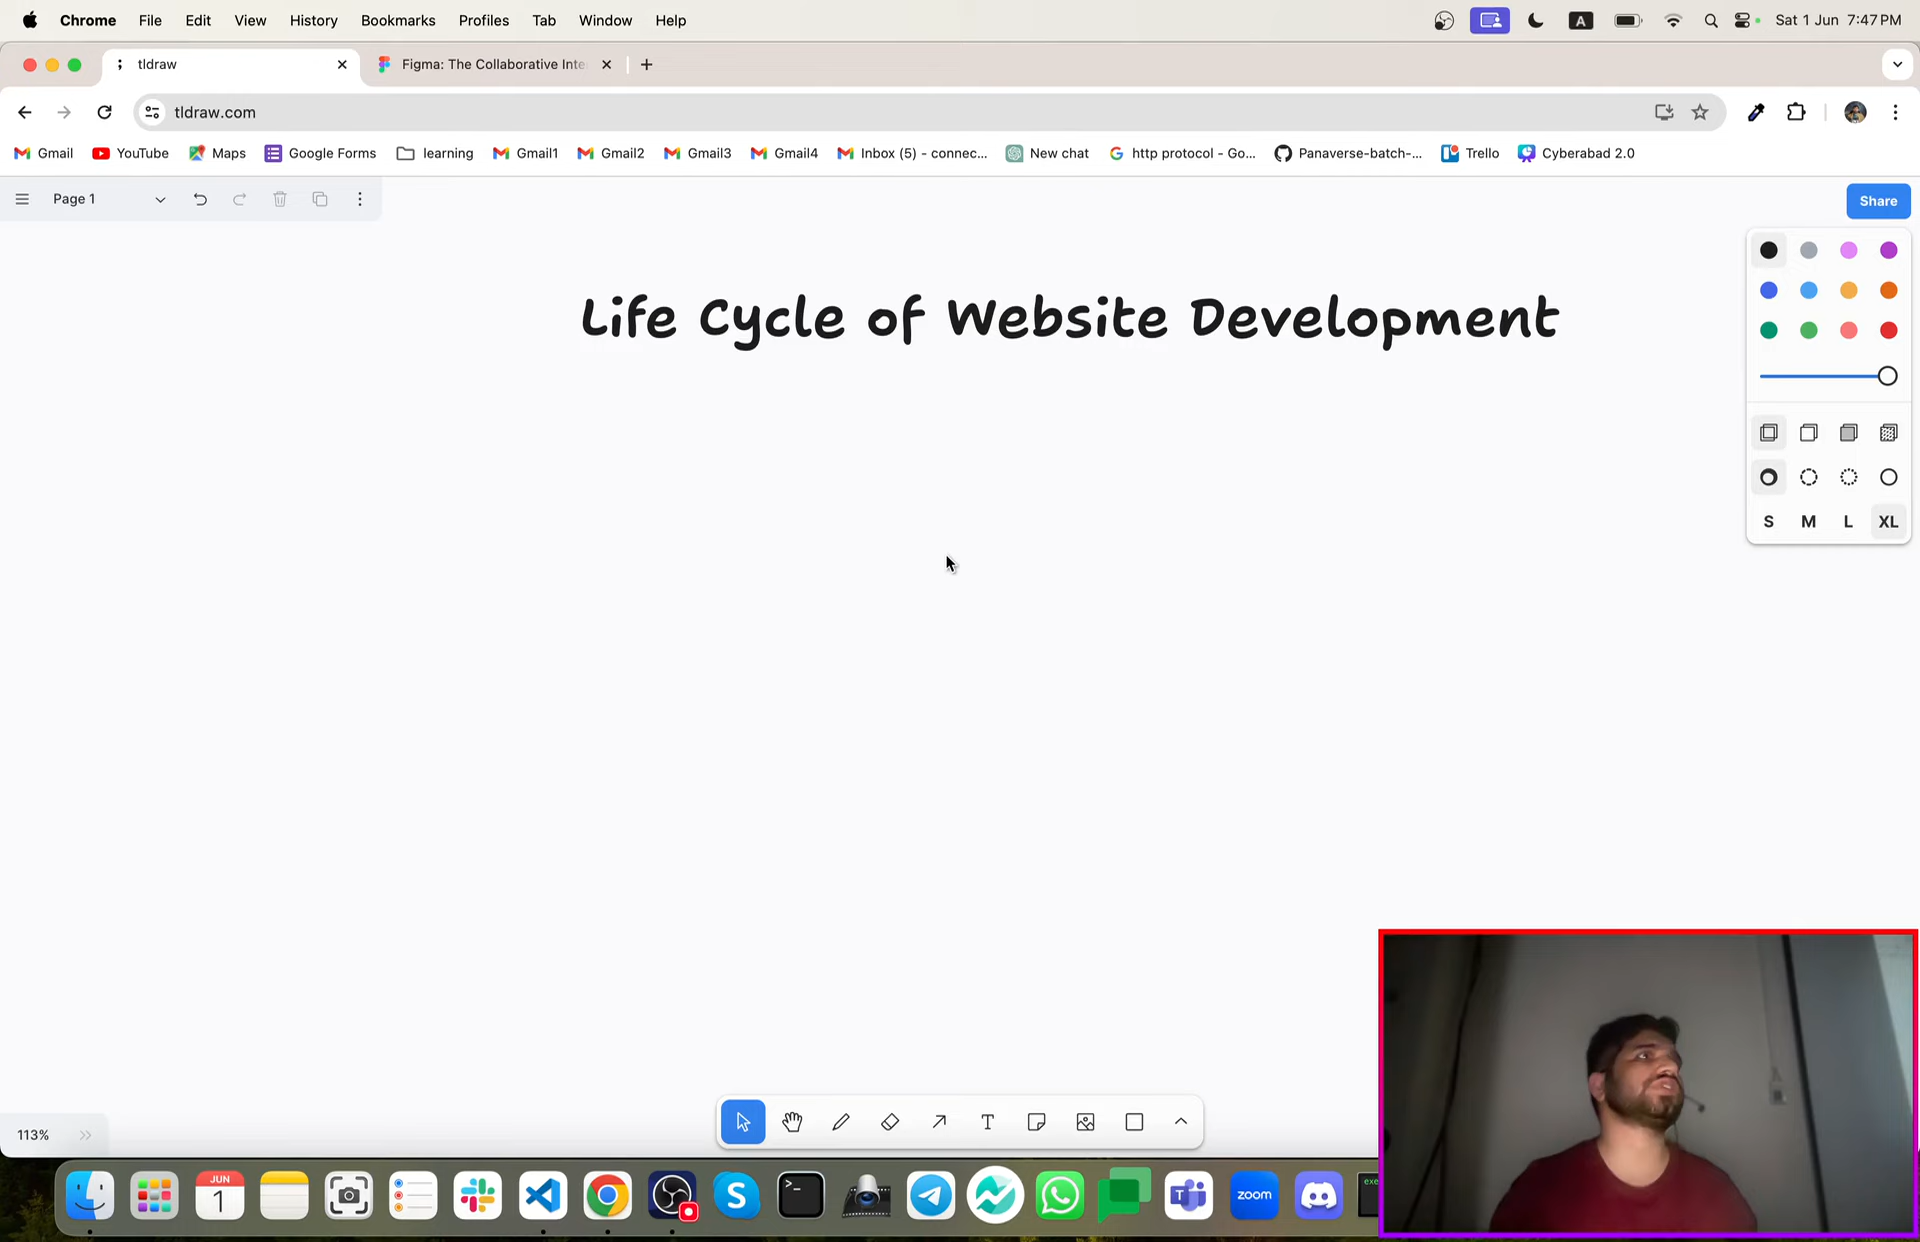 Chrome File Edit View History Bookmarks Profiles Tab Window Help A Sat 1 Jun 7:47 PM
tldraw Figma: The Collaborative Inte
tldraw.com
Gmail YouTube Maps Google Forms learning Gmail1 Gmail2 Gmail3 Gmail4 Inbox (5) - connec... New chat http protocol - Go... Panaverse-batch-... Trello Cyberabad 2.0
Page 1 Share
Life Cycle of Website Development
S M L XL
T
113%
JUN
1 S >_ T zoom exe